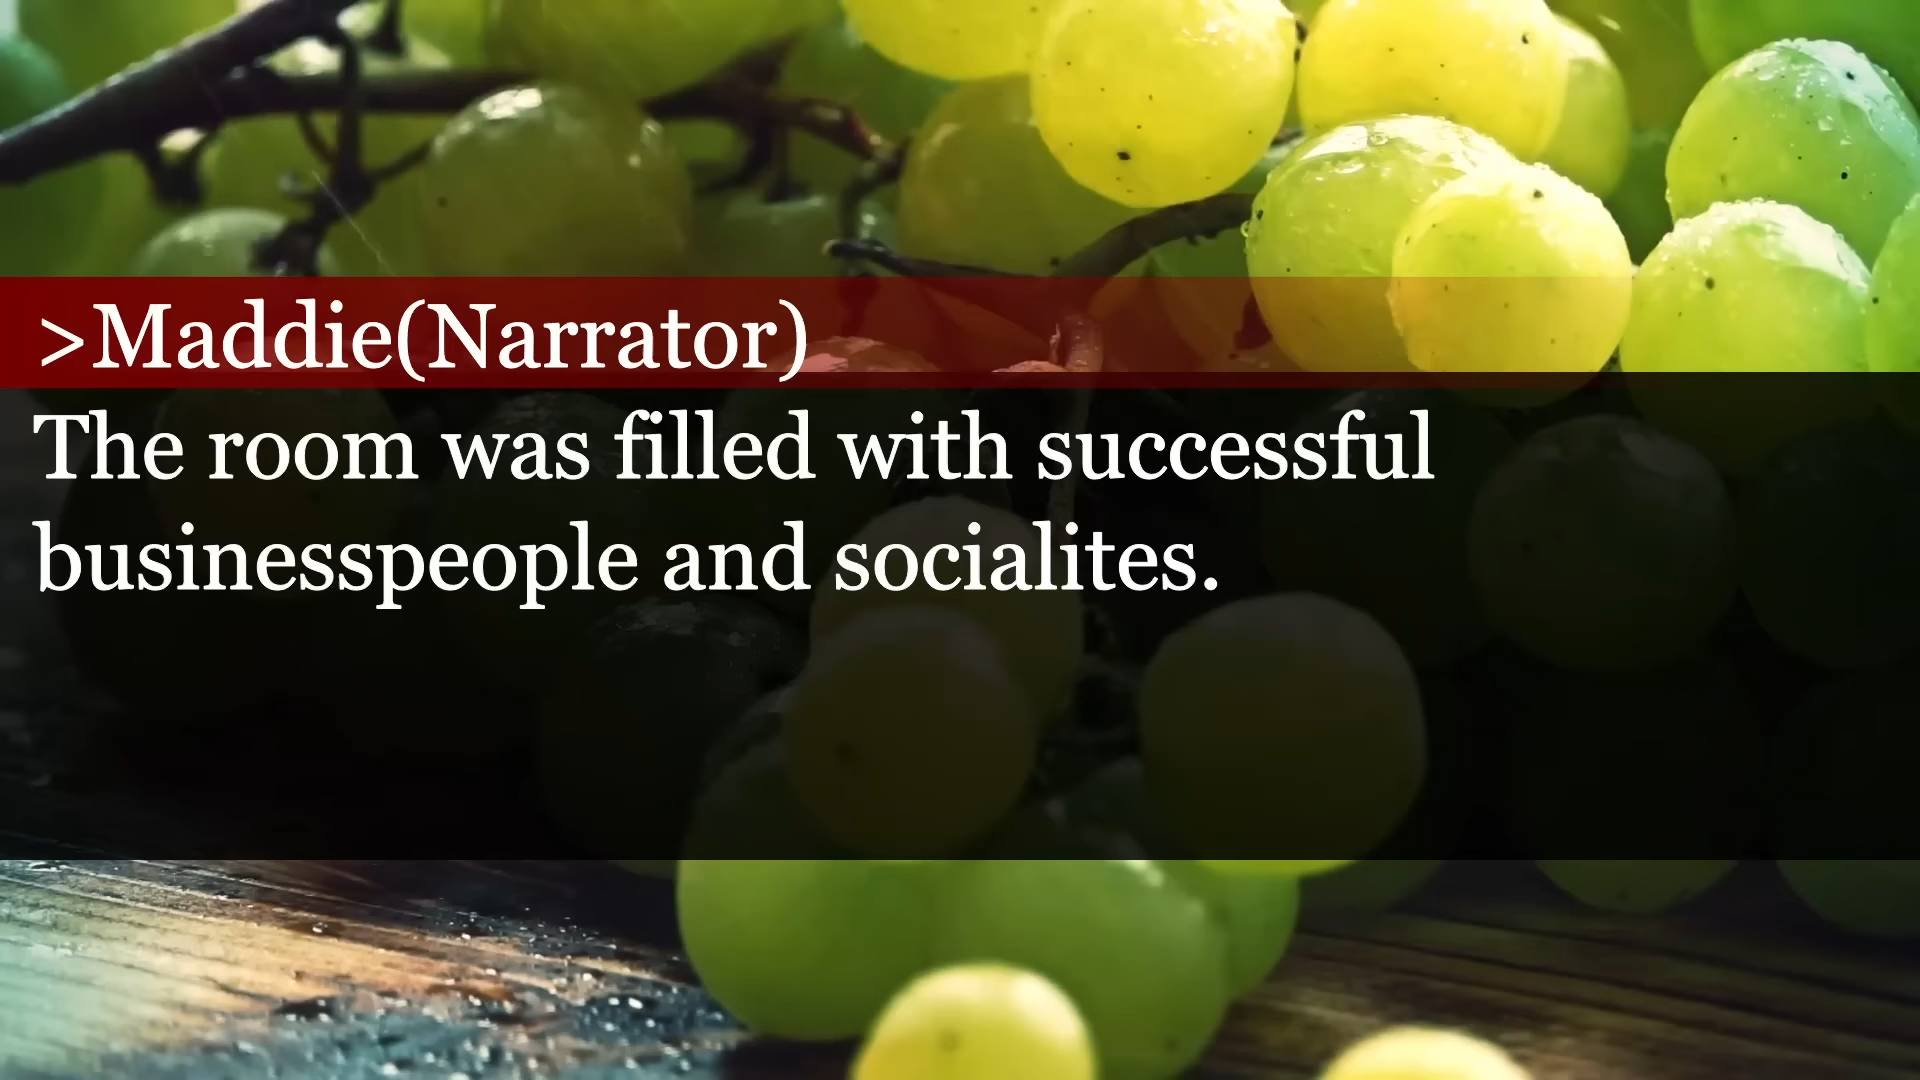 >Maddie(Narrator)
The room was filled with successful
businesspeople and socialites.